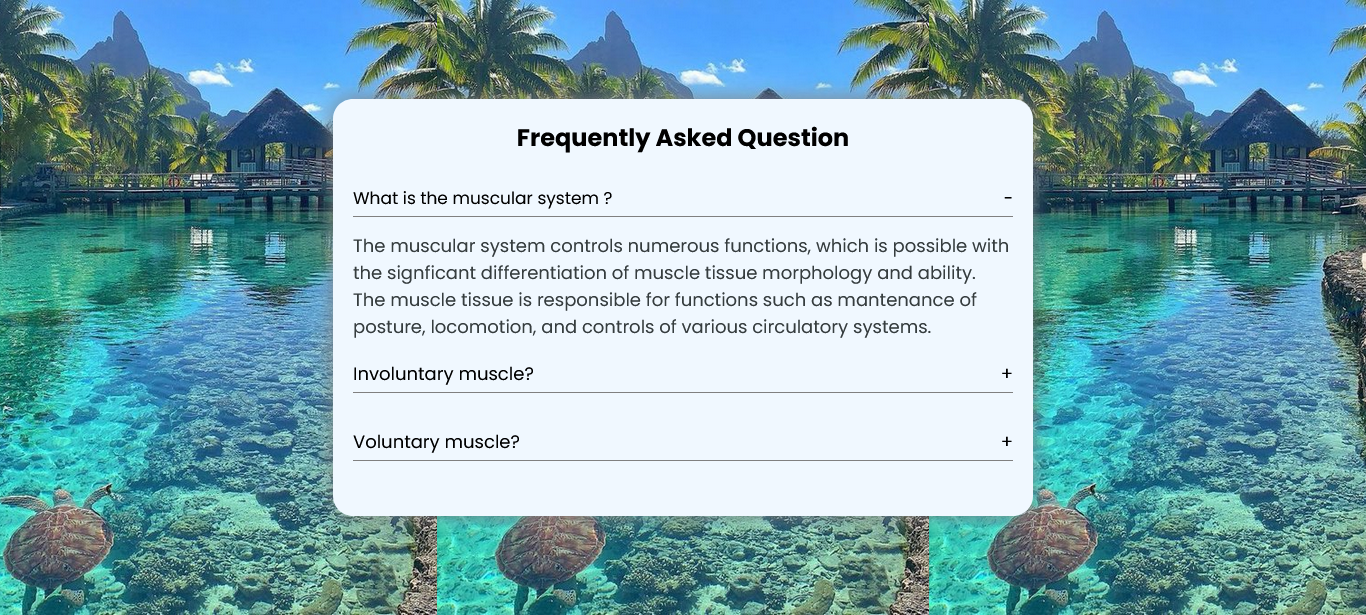 Frequently Asked Question
What is the muscular system ? -
The muscular system controls numerous functions, which is possible with
the signficant differentiation of muscle tissue morphology and ability.
The muscle tissue is responsible for functions such as mantenance of
posture, locomotion, and controls of various circulatory systems.
Involuntary muscle? +
Voluntary muscle? +